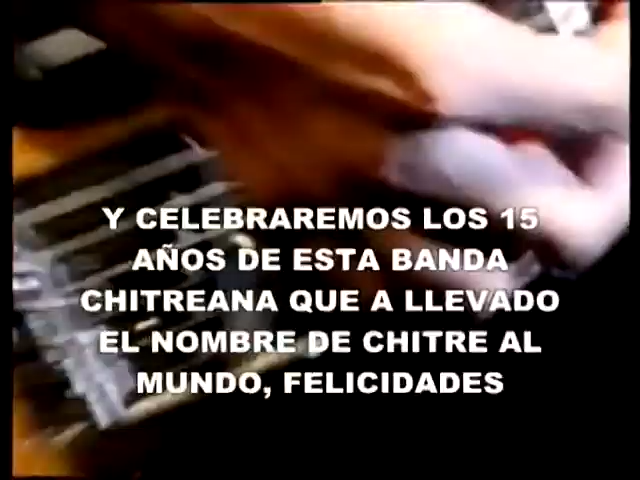 Y CELEBRAREMOS LOS 15
AÑOS DE ESTA BANDA
CHITREANA QUE A LLEVADO
EL NOMBRE DE CHITRE AL
MUNDO, FELICIDADES